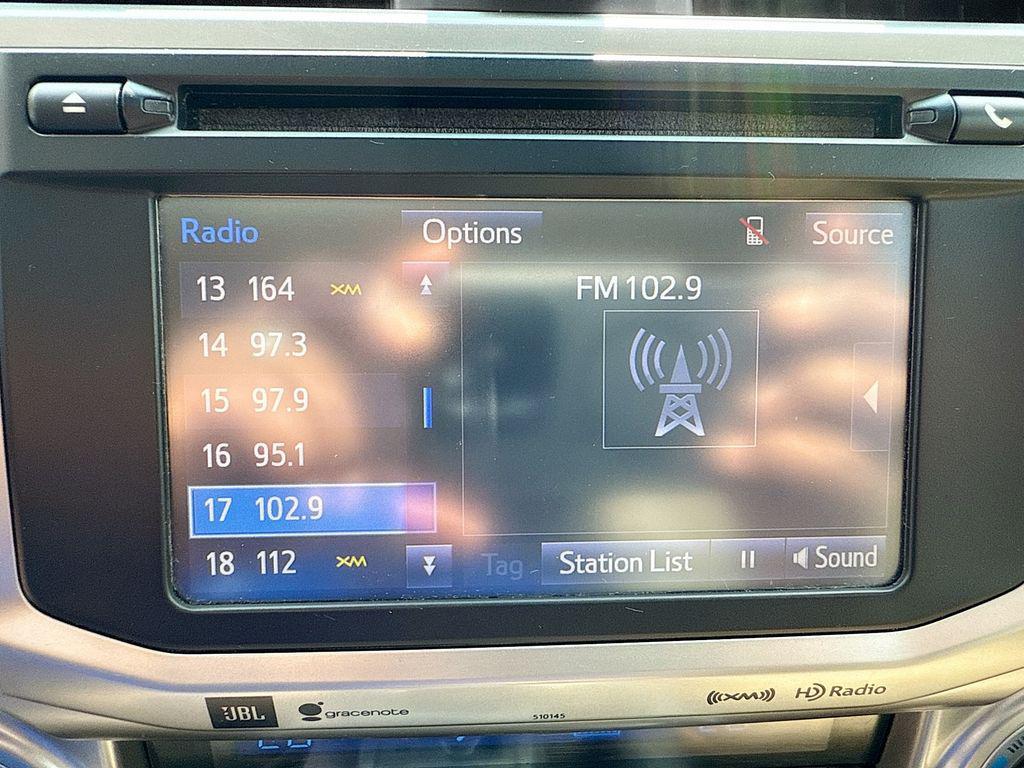 Radio Options Source
13 164 XM
FM 102.9
14 97.3
15 97.9
16 95.1
17 102.9
18 112 XM
Tag Station List Sound
JBL gracenote 510145 ((XM)) HD Radio